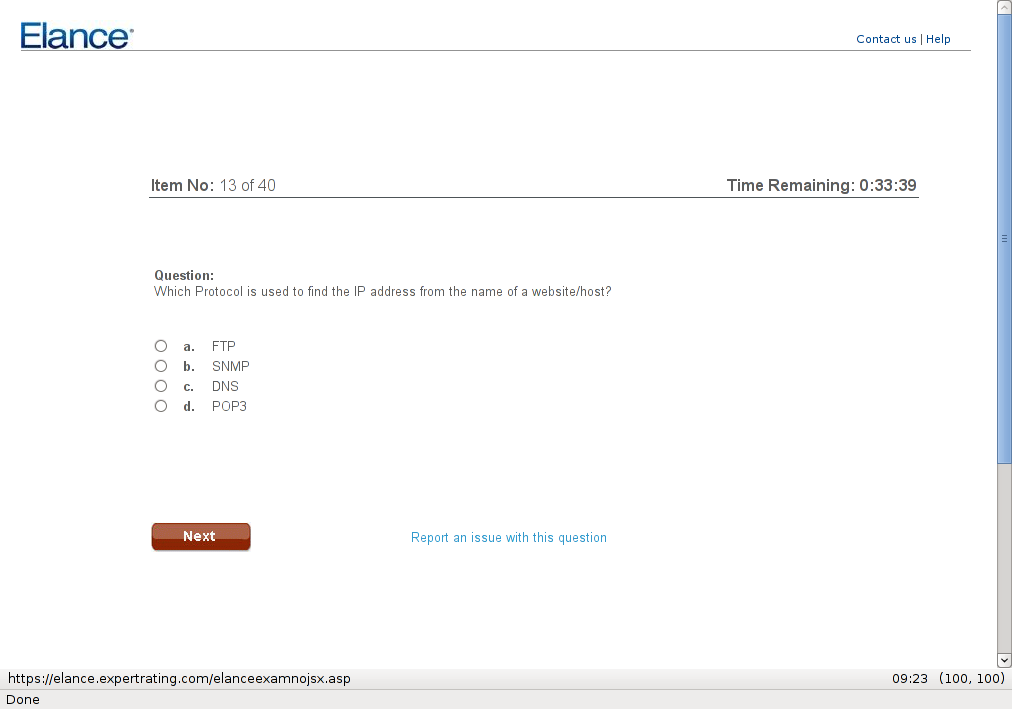 Elance
Contact us | Help
Item No: 13 of 40
Time Remaining: 0:33:39
Question:
Which Protocol is used to find the IP address from the name of a website/host?
a. FTP
b. SNMP
c. DNS
d. POP3
Next
Report an issue with this question
https://elance.expertrating.com/elanceexamnojsx.asp
09:23 (100, 100)
Done